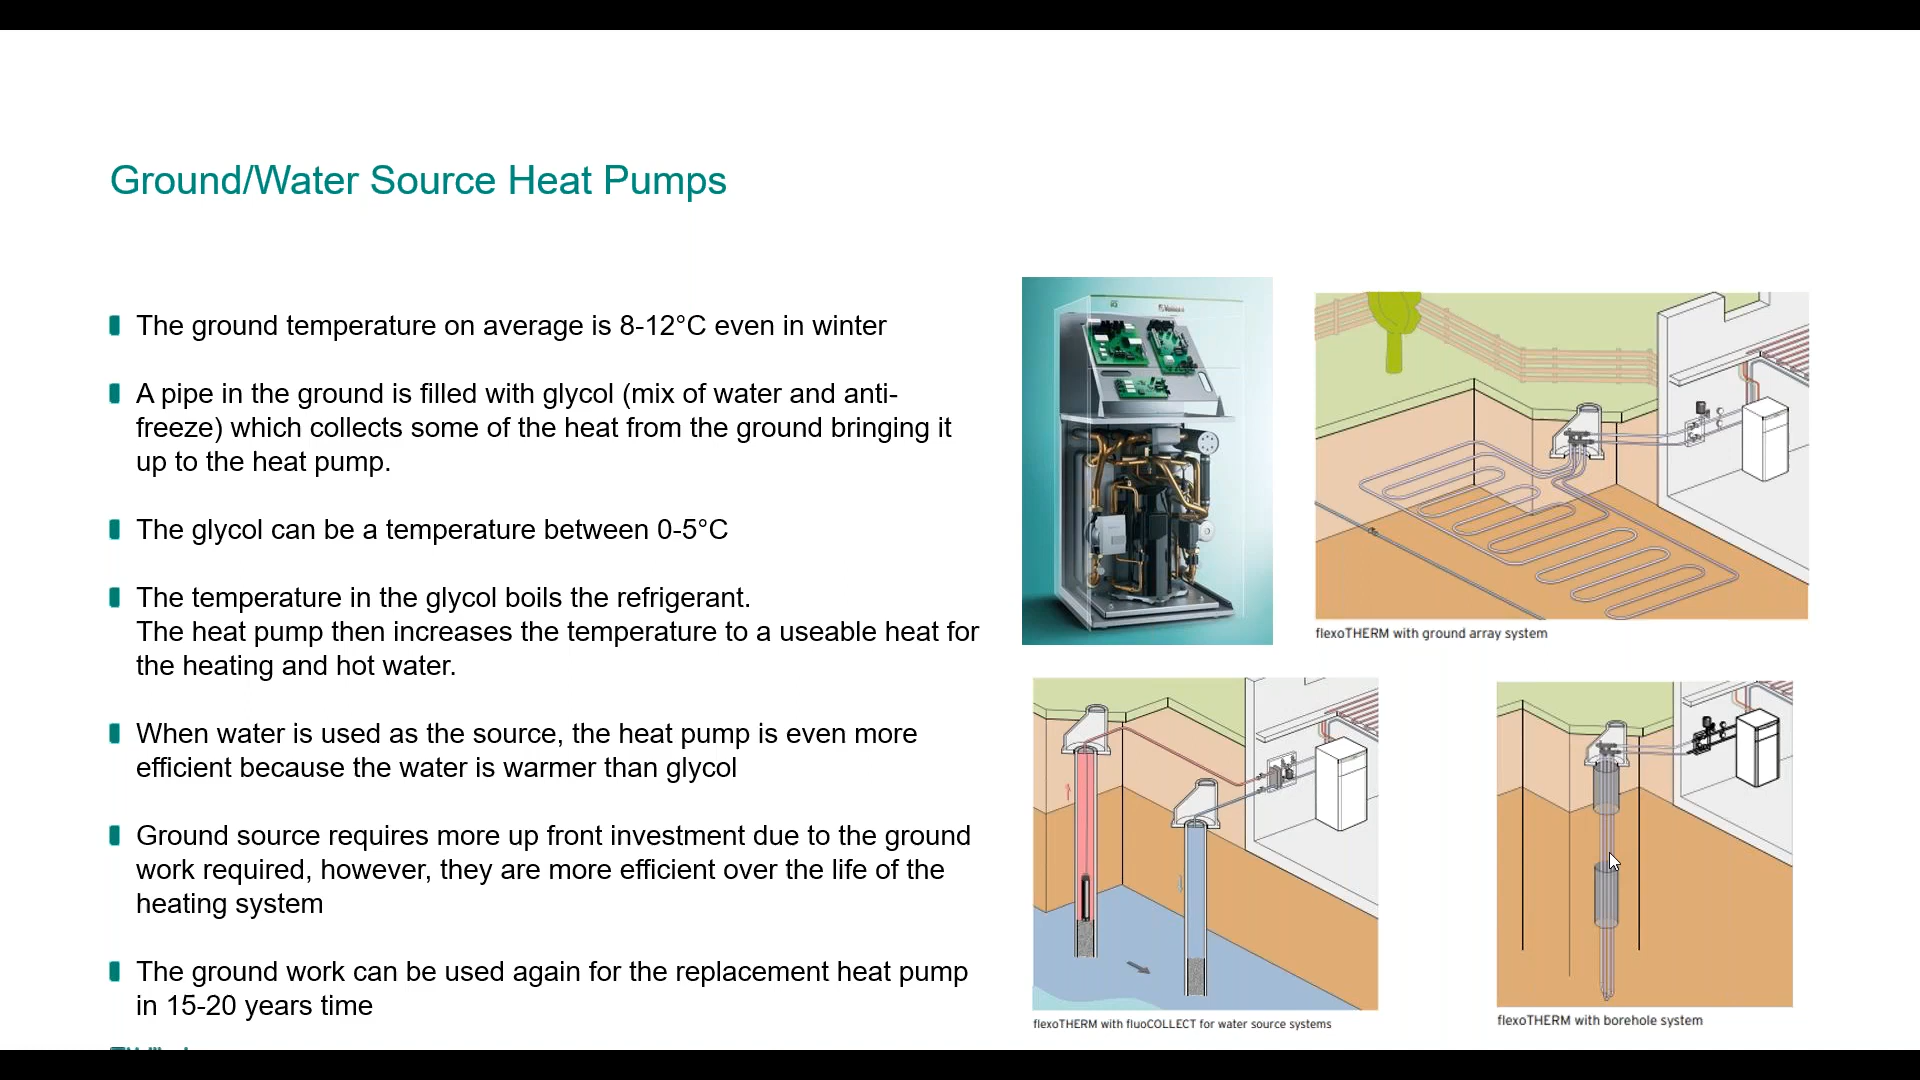 Ground/Water Source Heat Pumps
The ground temperature on average is 8-12°C even in winter
A pipe in the ground is filled with glycol (mix of water and anti-
freeze) which collects some of the heat from the ground bringing it
up to the heat pump.
The glycol can be a temperature between 0-5°C
The temperature in the glycol boils the refrigerant.
The heat pump then increases the temperature to a useable heat for
the heating and hot water.
When water is used as the source, the heat pump is even more
efficient because the water is warmer than glycol
Ground source requires more up front investment due to the ground
work required, however, they are more efficient over the life of the
heating system
The ground work can be used again for the replacement heat pump
in 15-20 years time
flexoTHERM with ground array system
flexoTHERM with fluoCOLLECT for water source systems
flexoTHERM with borehole system